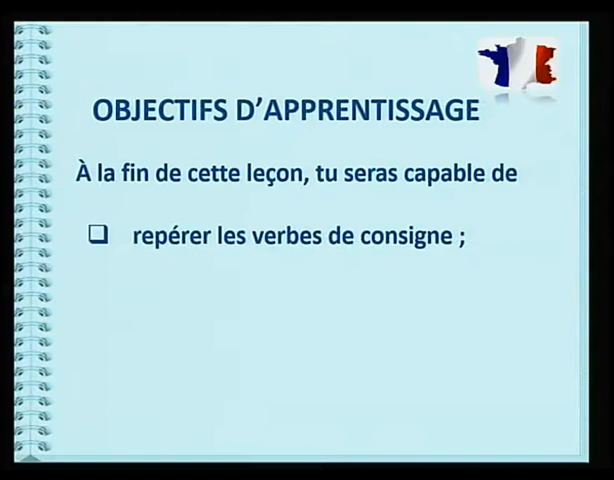 OBJECTIFS D’APPRENTISSAGE
À la fin de cette leçon, tu seras capable de
❑ repérer les verbes de consigne ;